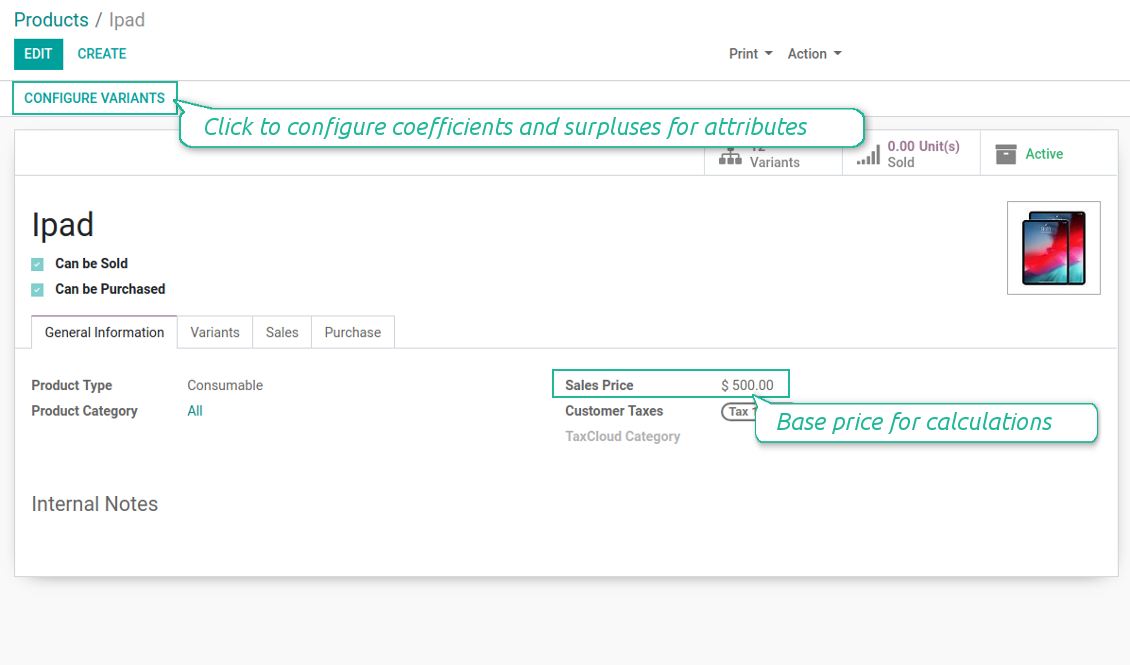 Products / Ipad
EDIT CREATE Print Action
CONFIGURE VARIANTS
Click to configure coefficients and surpluses for attributes
12 Variants
0.00 Unit(s) Sold
Active
Ipad
Can be Sold
Can be Purchased
General Information Variants Sales Purchase
Product Type Consumable
Product Category All
Sales Price $ 500.00
Customer Taxes Tax
Base price for calculations
TaxCloud Category
Internal Notes